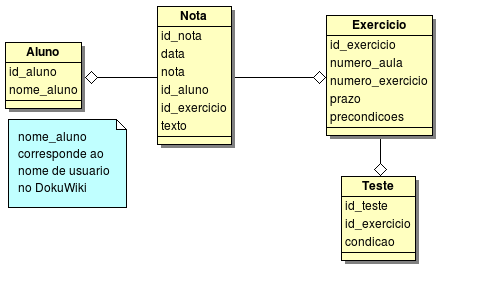 Aluno
id_aluno
nome_aluno
nome_aluno
corresponde ao
nome de usuario
no DokuWiki
Nota
id_nota
data
nota
id_aluno
id_exercicio
texto
Exercicio
id_exercicio
numero_aula
numero_exercicio
prazo
precondicoes
Teste
id_teste
id_exercicio
condicao